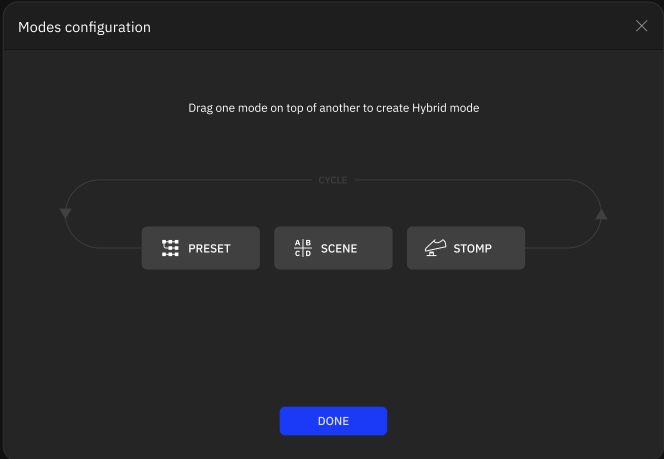 Modes configuration
Drag one mode on top of another to create Hybrid mode
CYCLE
PRESET
A B SCENE
C D
STOMP
DONE